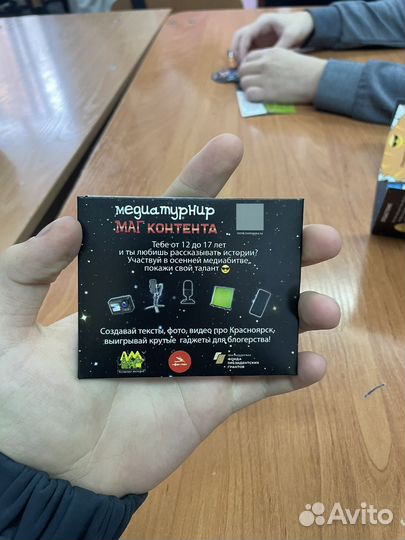 медиатурнир
МАГ КОНТЕНТА
Тебе от 12 до 17 лет
и ты любишь рассказывать истории?
Участвуй в осенней медиабитве,
покажи свой талант 😎
Создавай тексты, фото, видео про Красноярск,
выигрывай крутые гаджеты для блогерства!
ФОНДА
ПРЕЗИДЕНТСКИХ
ГРАНТОВ
Avito